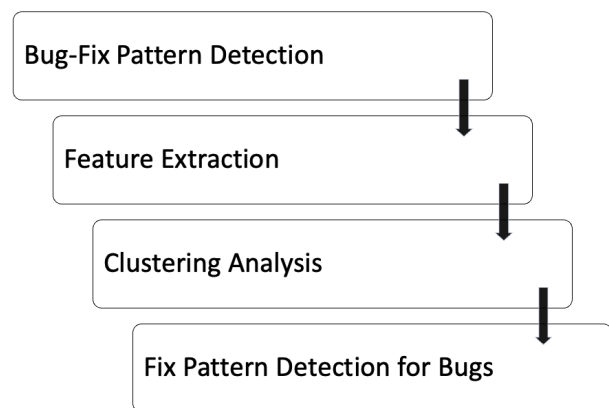 Bug-Fix Pattern Detection
Feature Extraction
Clustering Analysis
Fix Pattern Detection for Bugs